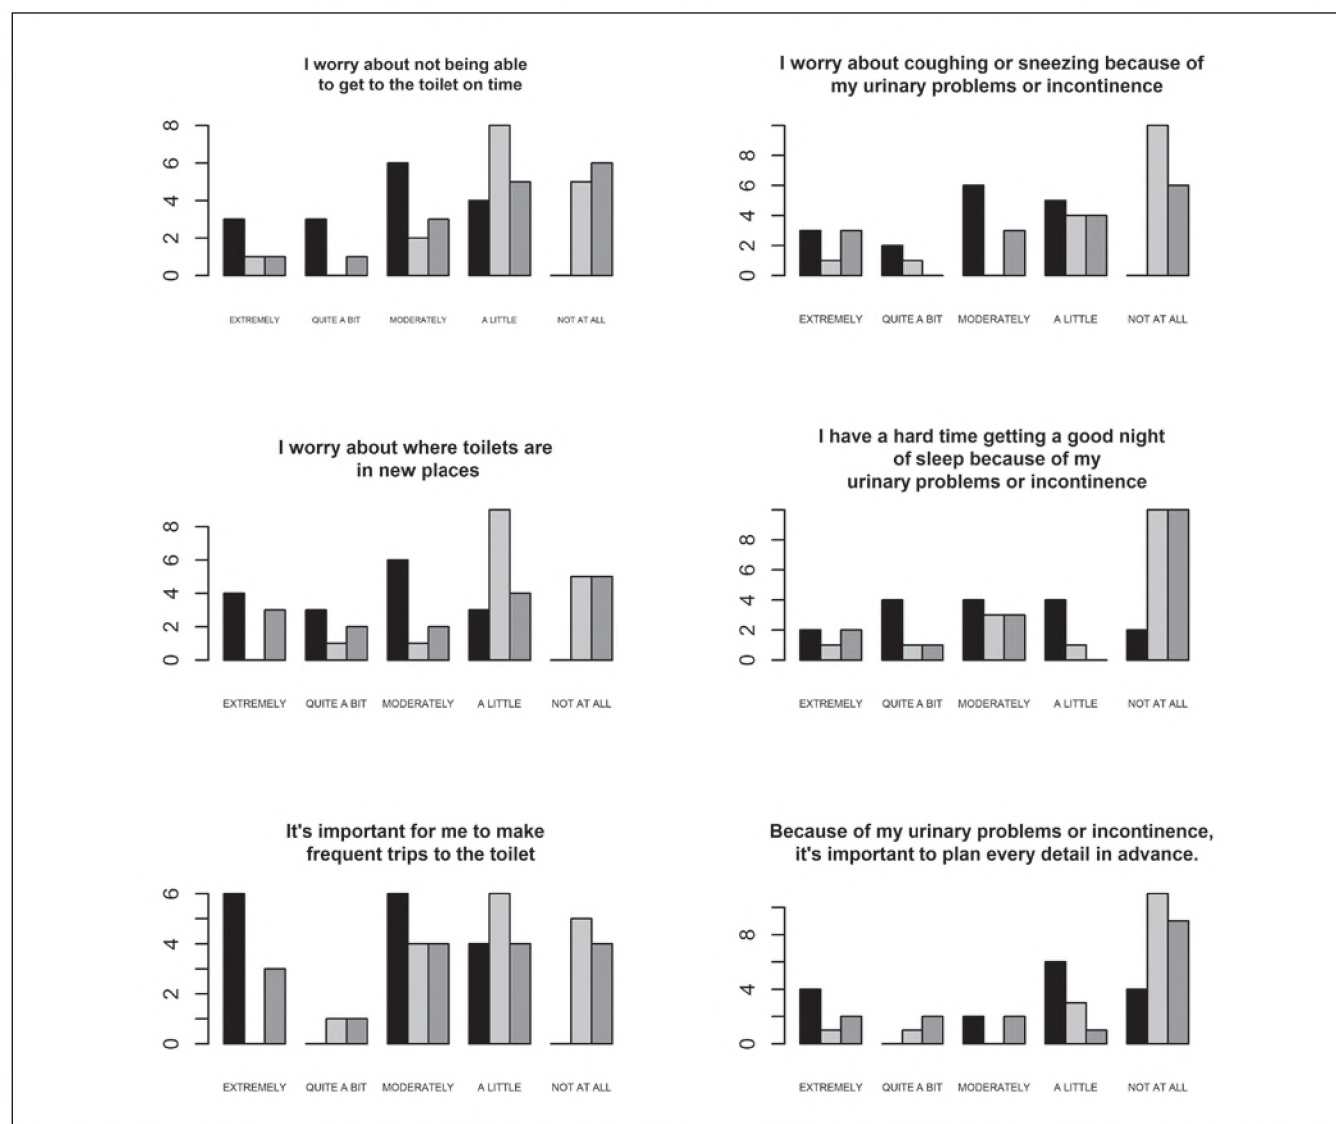 I worry about not being able
to get to the toilet on time
8
6
4
2
0
EXTREMELY QUITE A BIT MODERATELY A LITTLE NOT AT ALL
I worry about coughing or sneezing because of
my urinary problems or incontinence
8
6
4
2
0
EXTREMELY QUITE A BIT MODERATELY A LITTLE NOT AT ALL
I worry about where toilets are
in new places
8
6
4
2
0
EXTREMELY QUITE A BIT MODERATELY A LITTLE NOT AT ALL
I have a hard time getting a good night
of sleep because of my
urinary problems or incontinence
8
6
4
2
0
EXTREMELY QUITE A BIT MODERATELY A LITTLE NOT AT ALL
It's important for me to make
frequent trips to the toilet
6
4
2
0
EXTREMELY QUITE A BIT MODERATELY A LITTLE NOT AT ALL
Because of my urinary problems or incontinence,
it's important to plan every detail in advance.
8
4
0
EXTREMELY QUITE A BIT MODERATELY A LITTLE NOT AT ALL